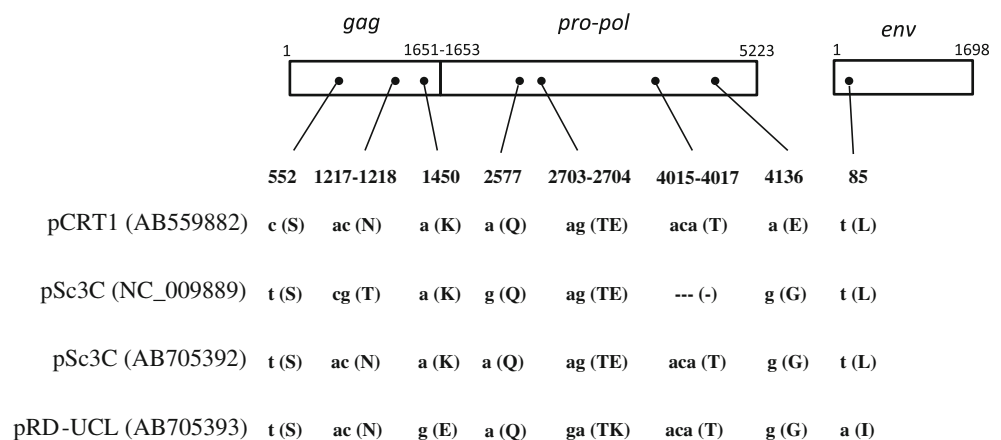 gag pro-pol env
1 1651-1653 5223 1 1698
552 1217-1218 1450 2577 2703-2704 4015-4017 4136 85
pCRT1 (AB559882) c (S) ac (N) a (K) a (Q) ag (TE) aca (T) a (E) t (L)
pSc3C (NC_009889) t (S) cg (T) a (K) g (Q) ag (TE) --- (-) g (G) t (L)
pSc3C (AB705392) t (S) ac (N) a (K) a (Q) ag (TE) aca (T) g (G) t (L)
pRD-UCL (AB705393) t (S) ac (N) g (E) a (Q) ga (TK) aca (T) g (G) a (I)